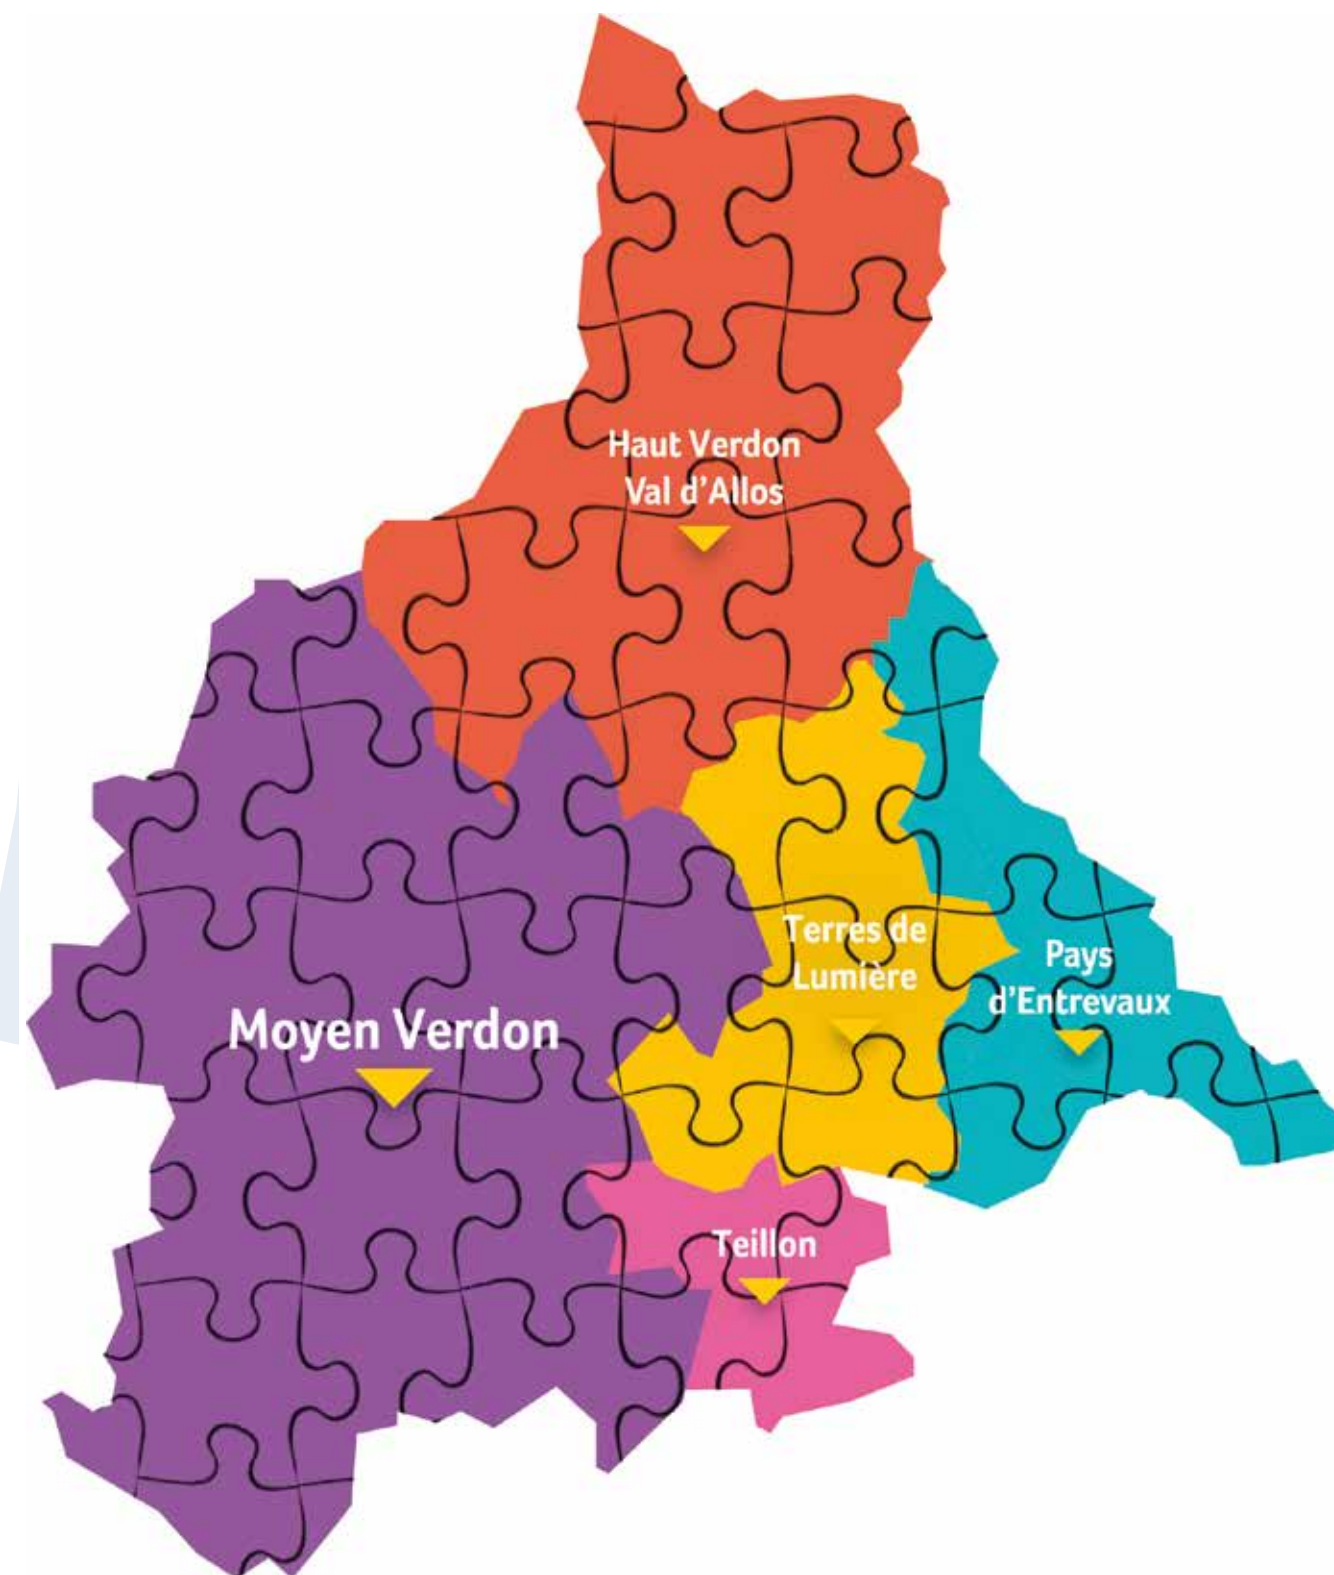 Haut Verdon
Val d'Allos
Terres de
Lumière
Pays
d'Entrevaux
Moyen Verdon
Teillon